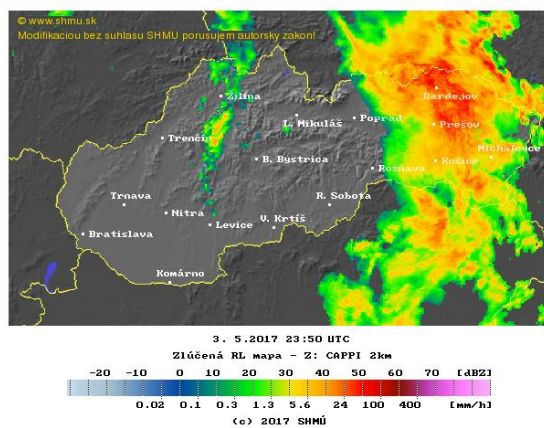 © www.shmu.sk
Modifikaciou bez suhlasu SHMU porusujem autorsky zakon!
Žilina
Bardejov
L. Mikuláš
Poprad
Prešov
Trenčín
Michalovce
B. Bystrica
Košice
Rožňava
Trnava
R. Sobota
Nitra
Levice
V. Krtíš
Bratislava
Komárno
3. 5.2017 23:50 UTC
Zlúčená RL mapa - Z: CAPPI 2km
-20 -10 0 10 20 30 40 50 60 70 [dBZ]
0.02 0.1 0.3 1.3 5.6 24 100 400 [mm/h]
(c) 2017 SHMÚ